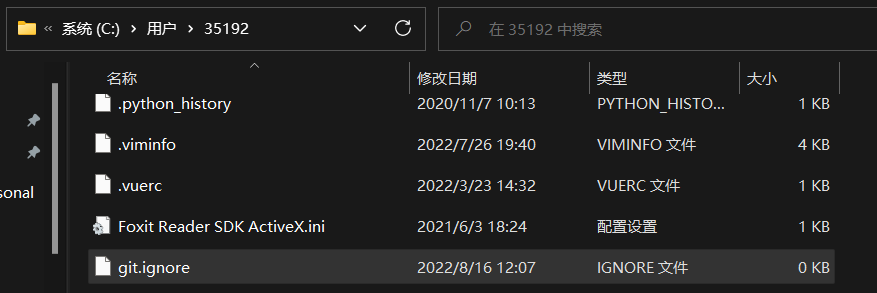 « 系统 (C:) > 用户 > 35192
在 35192 中搜索
名称 修改日期 类型 大小
.python_history 2020/11/7 10:13 PYTHON_HISTO... 1 KB
.viminfo 2022/7/26 19:40 VIMINFO 文件 4 KB
.vuerc 2022/3/23 14:32 VUERC 文件 1 KB
sonal
Foxit Reader SDK ActiveX.ini 2021/6/3 18:24 配置设置 1 KB
git.ignore 2022/8/16 12:07 IGNORE 文件 0 KB